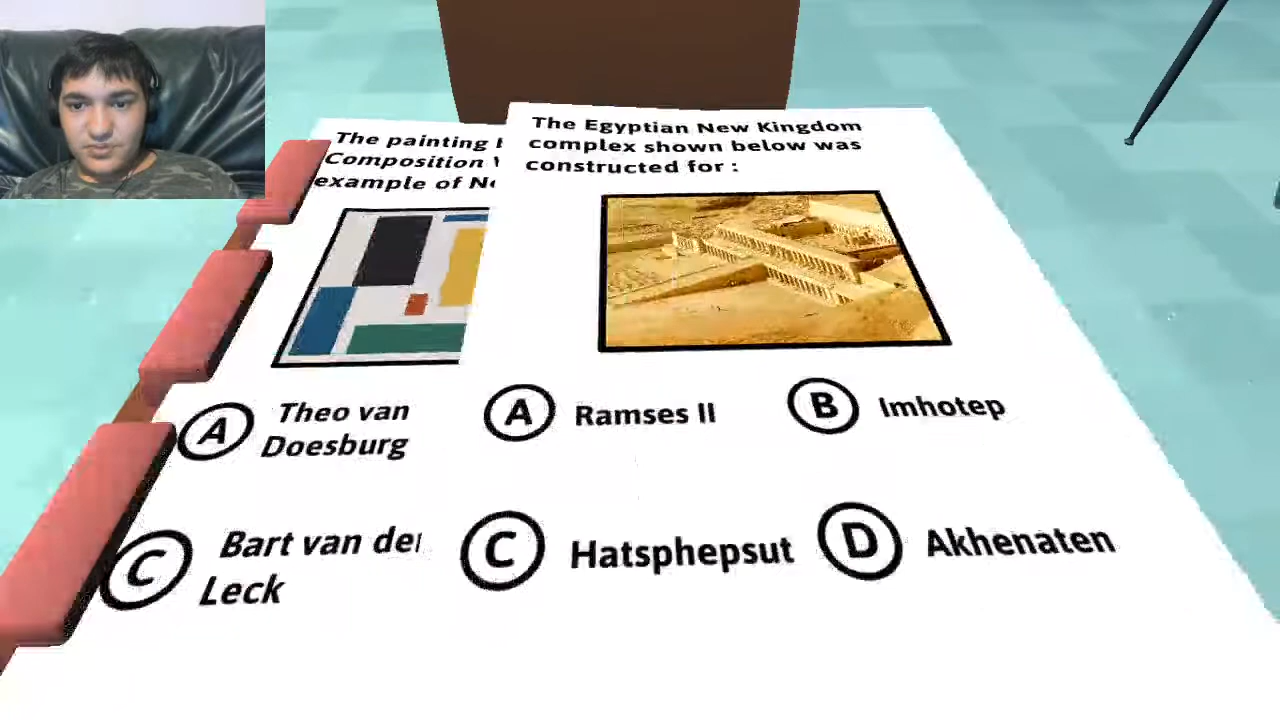 The painting
Composition
example of
A Theo van
Doesburg
C Bart van der
Leck
The Egyptian New Kingdom
complex shown below was
constructed for :
A Ramses II
B Imhotep
C Hatsphepsut
D Akhenaten